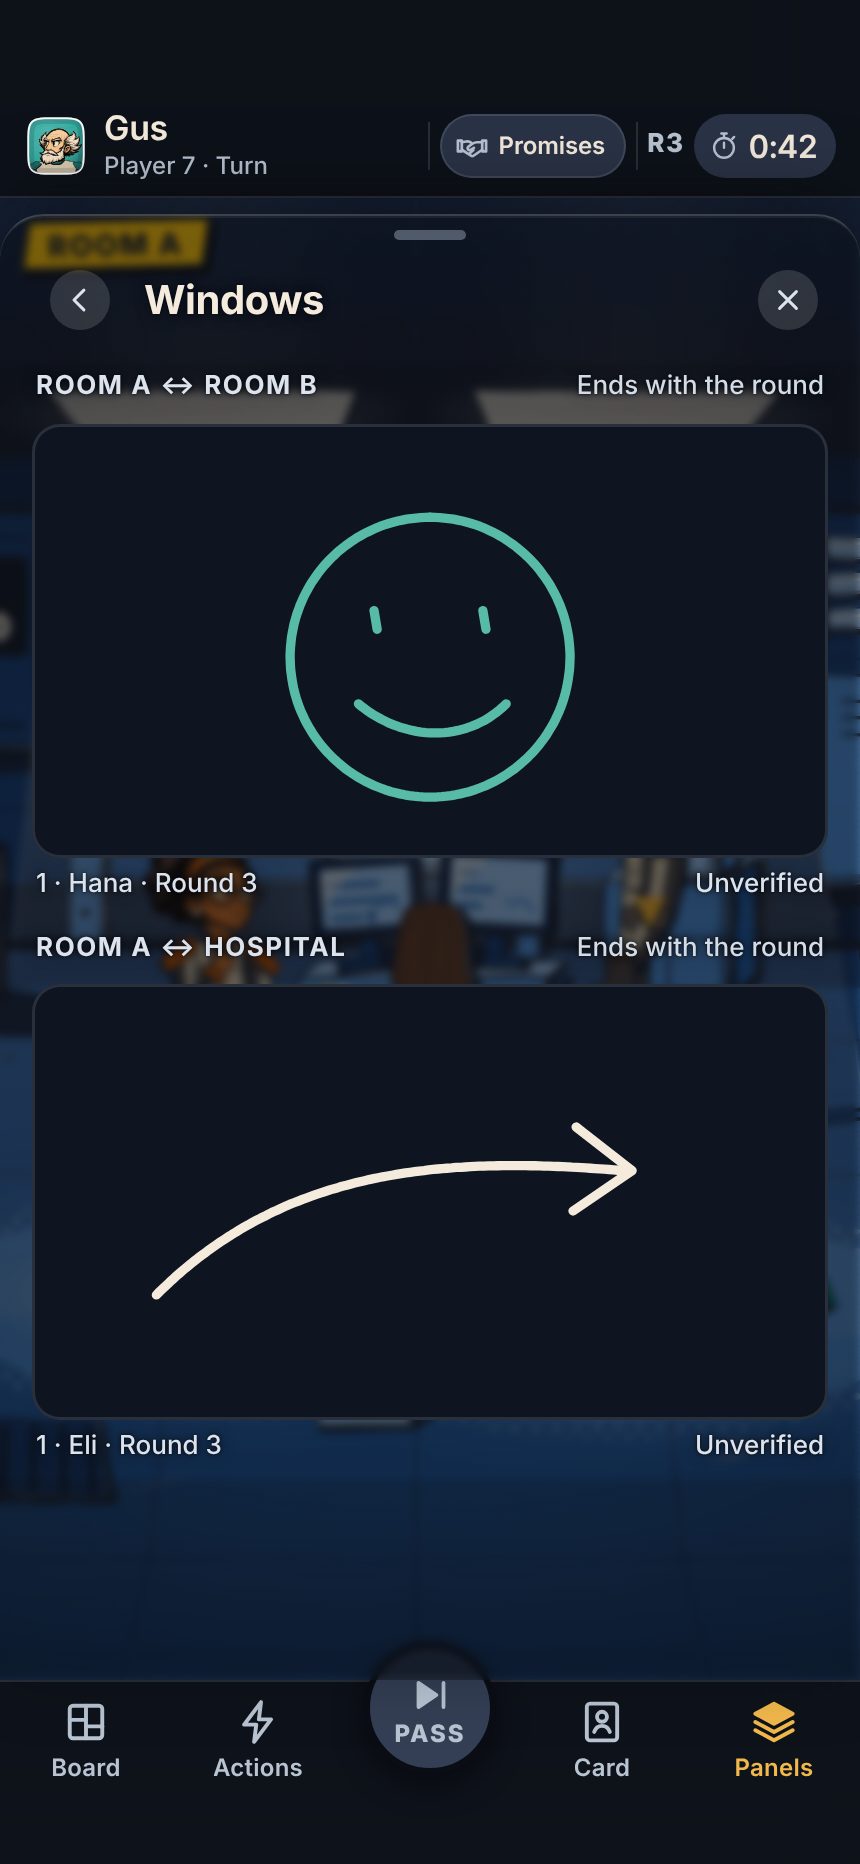 Gus
Player 7 · Turn
Promises
R3
0:42
ROOM A
Windows
ROOM A ↔ ROOM B
Ends with the round
1 · Hana · Round 3
Unverified
ROOM A ↔ HOSPITAL
Ends with the round
1 · Eli · Round 3
Unverified
Board
Actions
PASS
Card
Panels